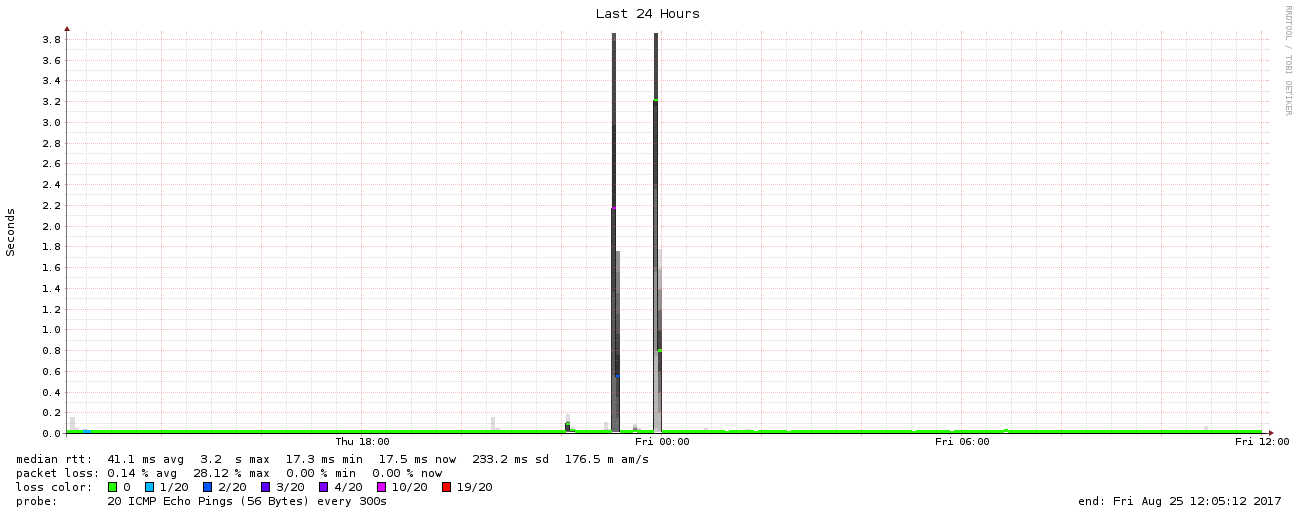 Last 24 Hours
RRDTOOL / TOBI OETIKER
Seconds
3.8
3.6
3.4
3.2
3.0
2.8
2.6
2.4
2.2
2.0
1.8
1.6
1.4
1.2
1.0
0.8
0.6
0.4
0.2
0.0
Thu 18:00 Fri 00:00 Fri 06:00 Fri 12:00
median rtt: 41.1 ms avg 3.2 s max 17.3 ms min 17.5 ms now 233.2 ms sd 176.5 m am/s
packet loss: 0.14 % avg 28.12 % max 0.00 % min 0.00 % now
loss color: 0 1/20 2/20 3/20 4/20 10/20 19/20
probe: 20 ICMP Echo Pings (56 Bytes) every 300s end: Fri Aug 25 12:05:12 2017